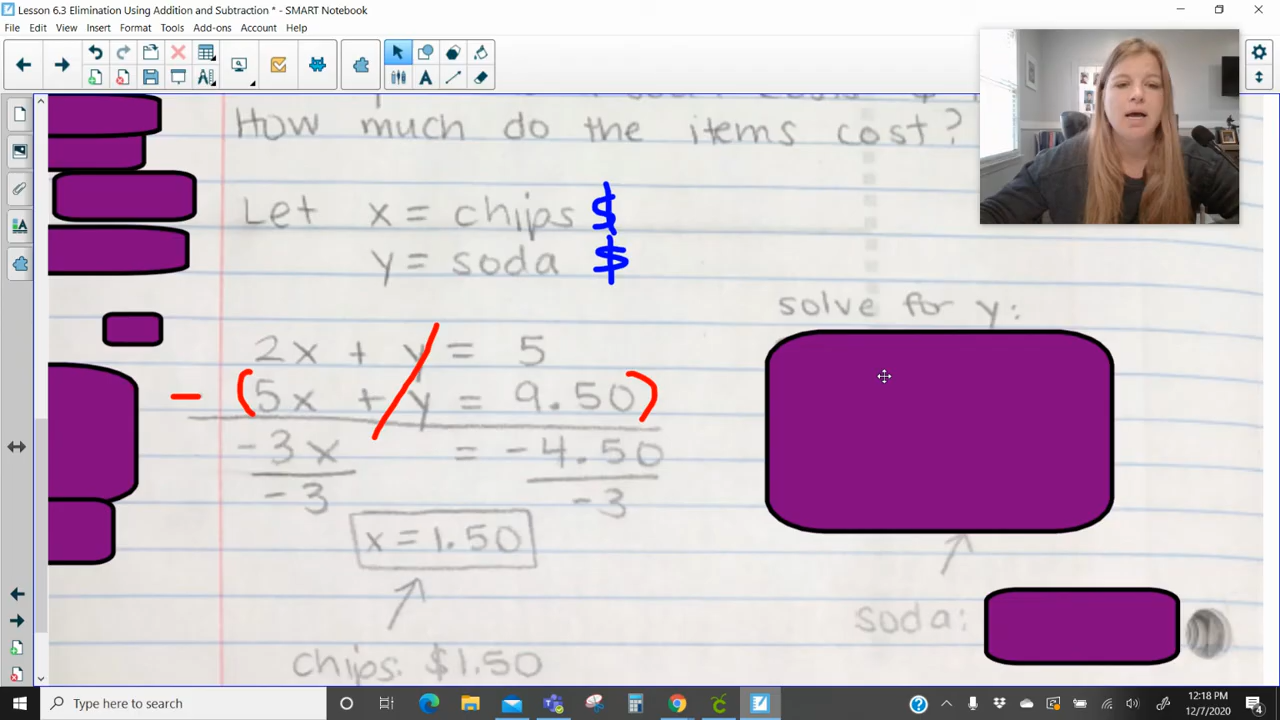 Lesson 6.3 Elimination Using Addition and Subtraction * - SMART Notebook
File Edit View Insert Format Tools Add-ons Account Help
How much do the items cost?
Let x = chips $
y = soda $
solve for y:
2x + y = 5
- (5x + y = 9.50)
-3x = -4.50
-3 -3
x = 1.50
soda:
chips: $1.50
Type here to search
12:18 PM
12/7/2020
4